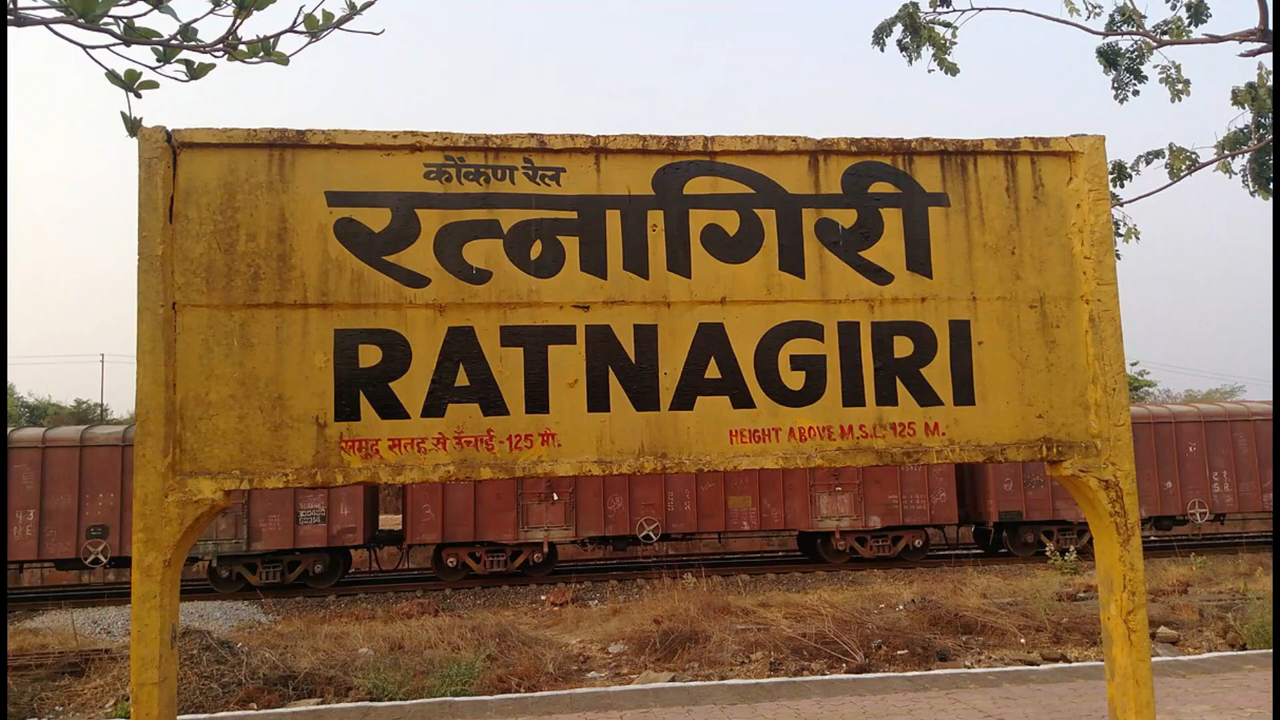 कोंकण रेल
रत्नागिरी
RATNAGIRI
समुद्र सतह से ऊँचाई -125 मी.
HEIGHT ABOVE M.S.L. 125 M.